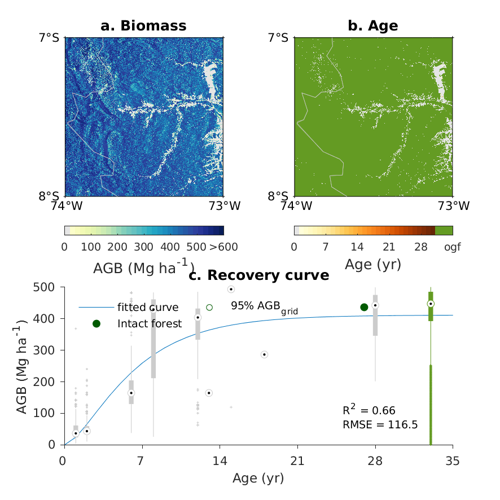 a. Biomass
b. Age
7°S
7°S
8°S
8°S
74°W
73°W
74°W
73°W
0 100 200 300 400 500 >600
0 7 14 21 28 ogf
AGB (Mg ha-1)
Age (yr)
c. Recovery curve
fitted curve
95% AGBgrid
Intact forest
500
400
300
200
100
0
AGB (Mg ha-1)
R2 = 0.66
RMSE = 116.5
0 7 14 21 28 35
Age (yr)